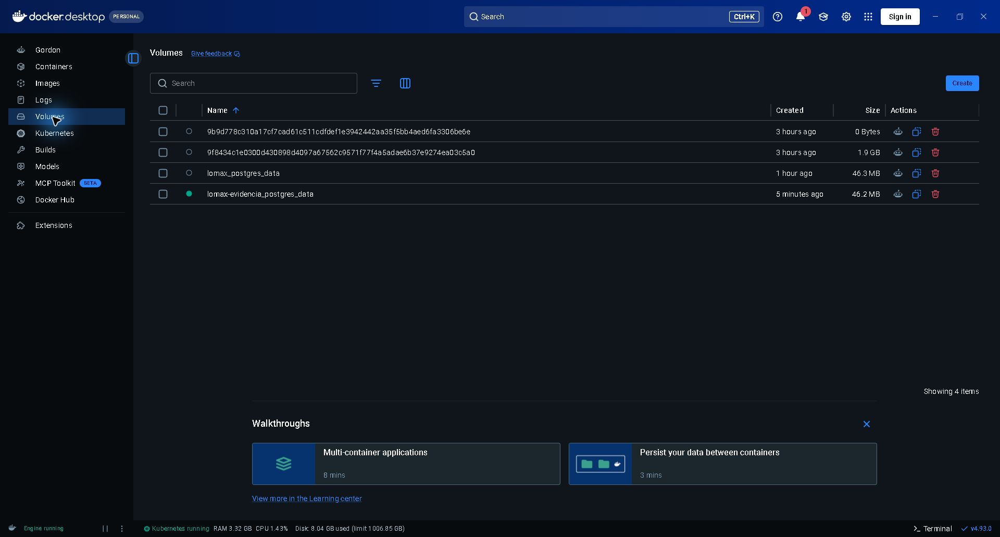 docker desktop PERSONAL
Search Ctrl+K
1
Sign in
Gordon
Containers
Images
Logs
Volumes
Kubernetes
Builds
Models
MCP Toolkit BETA
Docker Hub
Extensions
Volumes Give feedback
Search
Create
Name Created Size Actions
9b9d778c310a17cf7cad61c511cdfdef1e3942442aa35f5bb4aed6fa3306be6e 3 hours ago 0 Bytes
9f8434c1e0300d430898d4097a67562c9571f77f4a5adae6b37e9274ea03c5a0 3 hours ago 1.9 GB
lomax_postgres_data 1 hour ago 46.3 MB
lomax-evidencia_postgres_data 5 minutes ago 46.2 MB
Showing 4 items
Walkthroughs
Multi-container applications
8 mins
Persist your data between containers
3 mins
View more in the Learning center
Engine running
Kubernetes running RAM 3.32 GB CPU 1.43% Disk: 8.04 GB used (limit 1006.85 GB)
Terminal v4.93.0